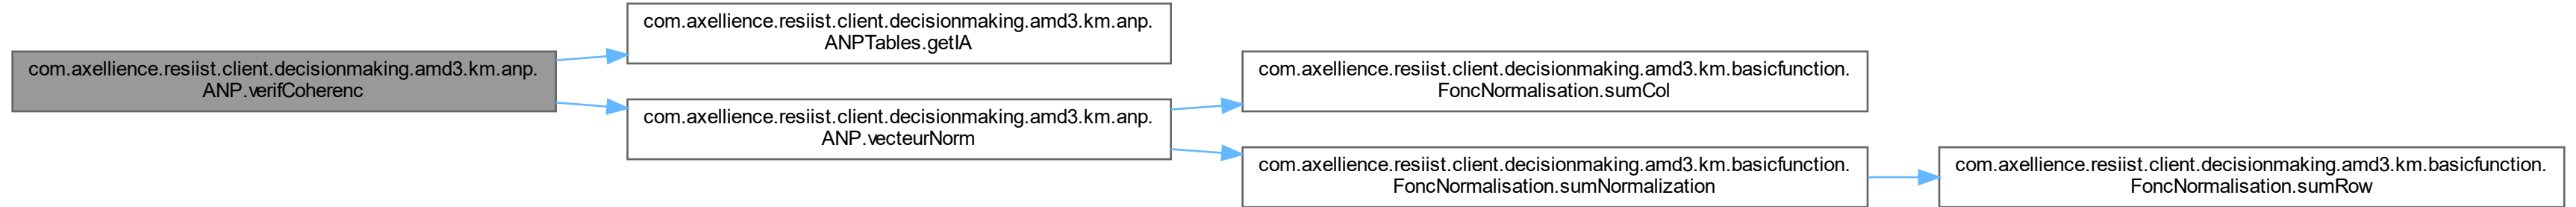 com.axellience.resiist.client.decisionmaking.amd3.km.anp.
ANP.verifCoherenc
com.axellience.resiist.client.decisionmaking.amd3.km.anp.
ANPTables.getIA
com.axellience.resiist.client.decisionmaking.amd3.km.anp.
ANP.vecteurNorm
com.axellience.resiist.client.decisionmaking.amd3.km.basicfunction.
FoncNormalisation.sumCol
com.axellience.resiist.client.decisionmaking.amd3.km.basicfunction.
FoncNormalisation.sumNormalization
com.axellience.resiist.client.decisionmaking.amd3.km.basicfunction.
FoncNormalisation.sumRow